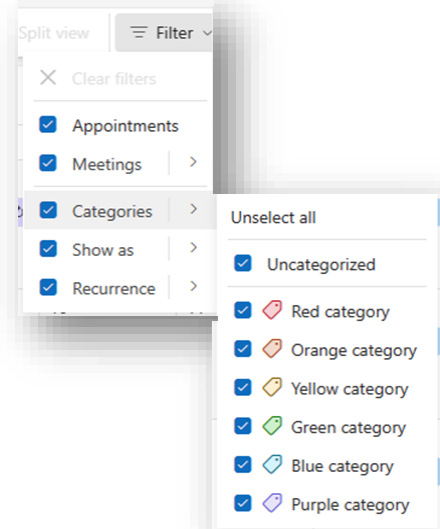 Split view
Filter
Clear filters
Appointments
Meetings
Categories
Show as
Recurrence
Unselect all
Uncategorized
Red category
Orange category
Yellow category
Green category
Blue category
Purple category